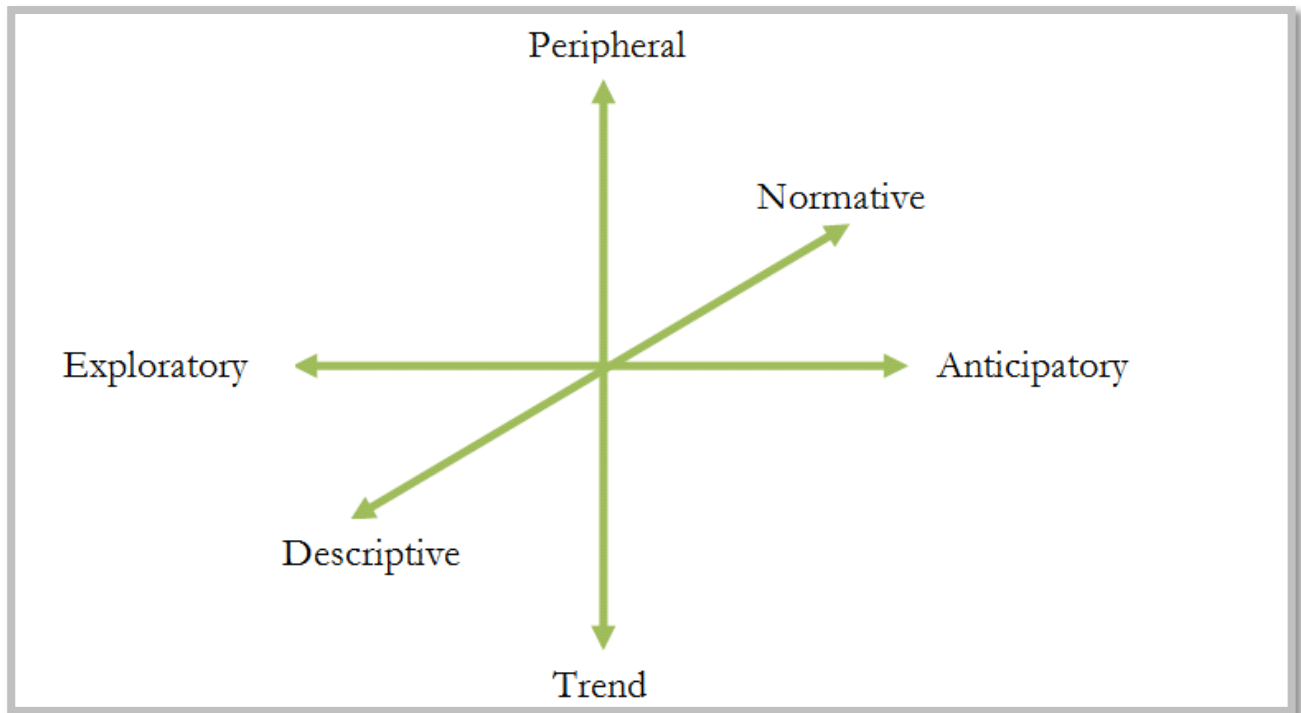 Peripheral
Normative
Exploratory
Anticipatory
Descriptive
Trend